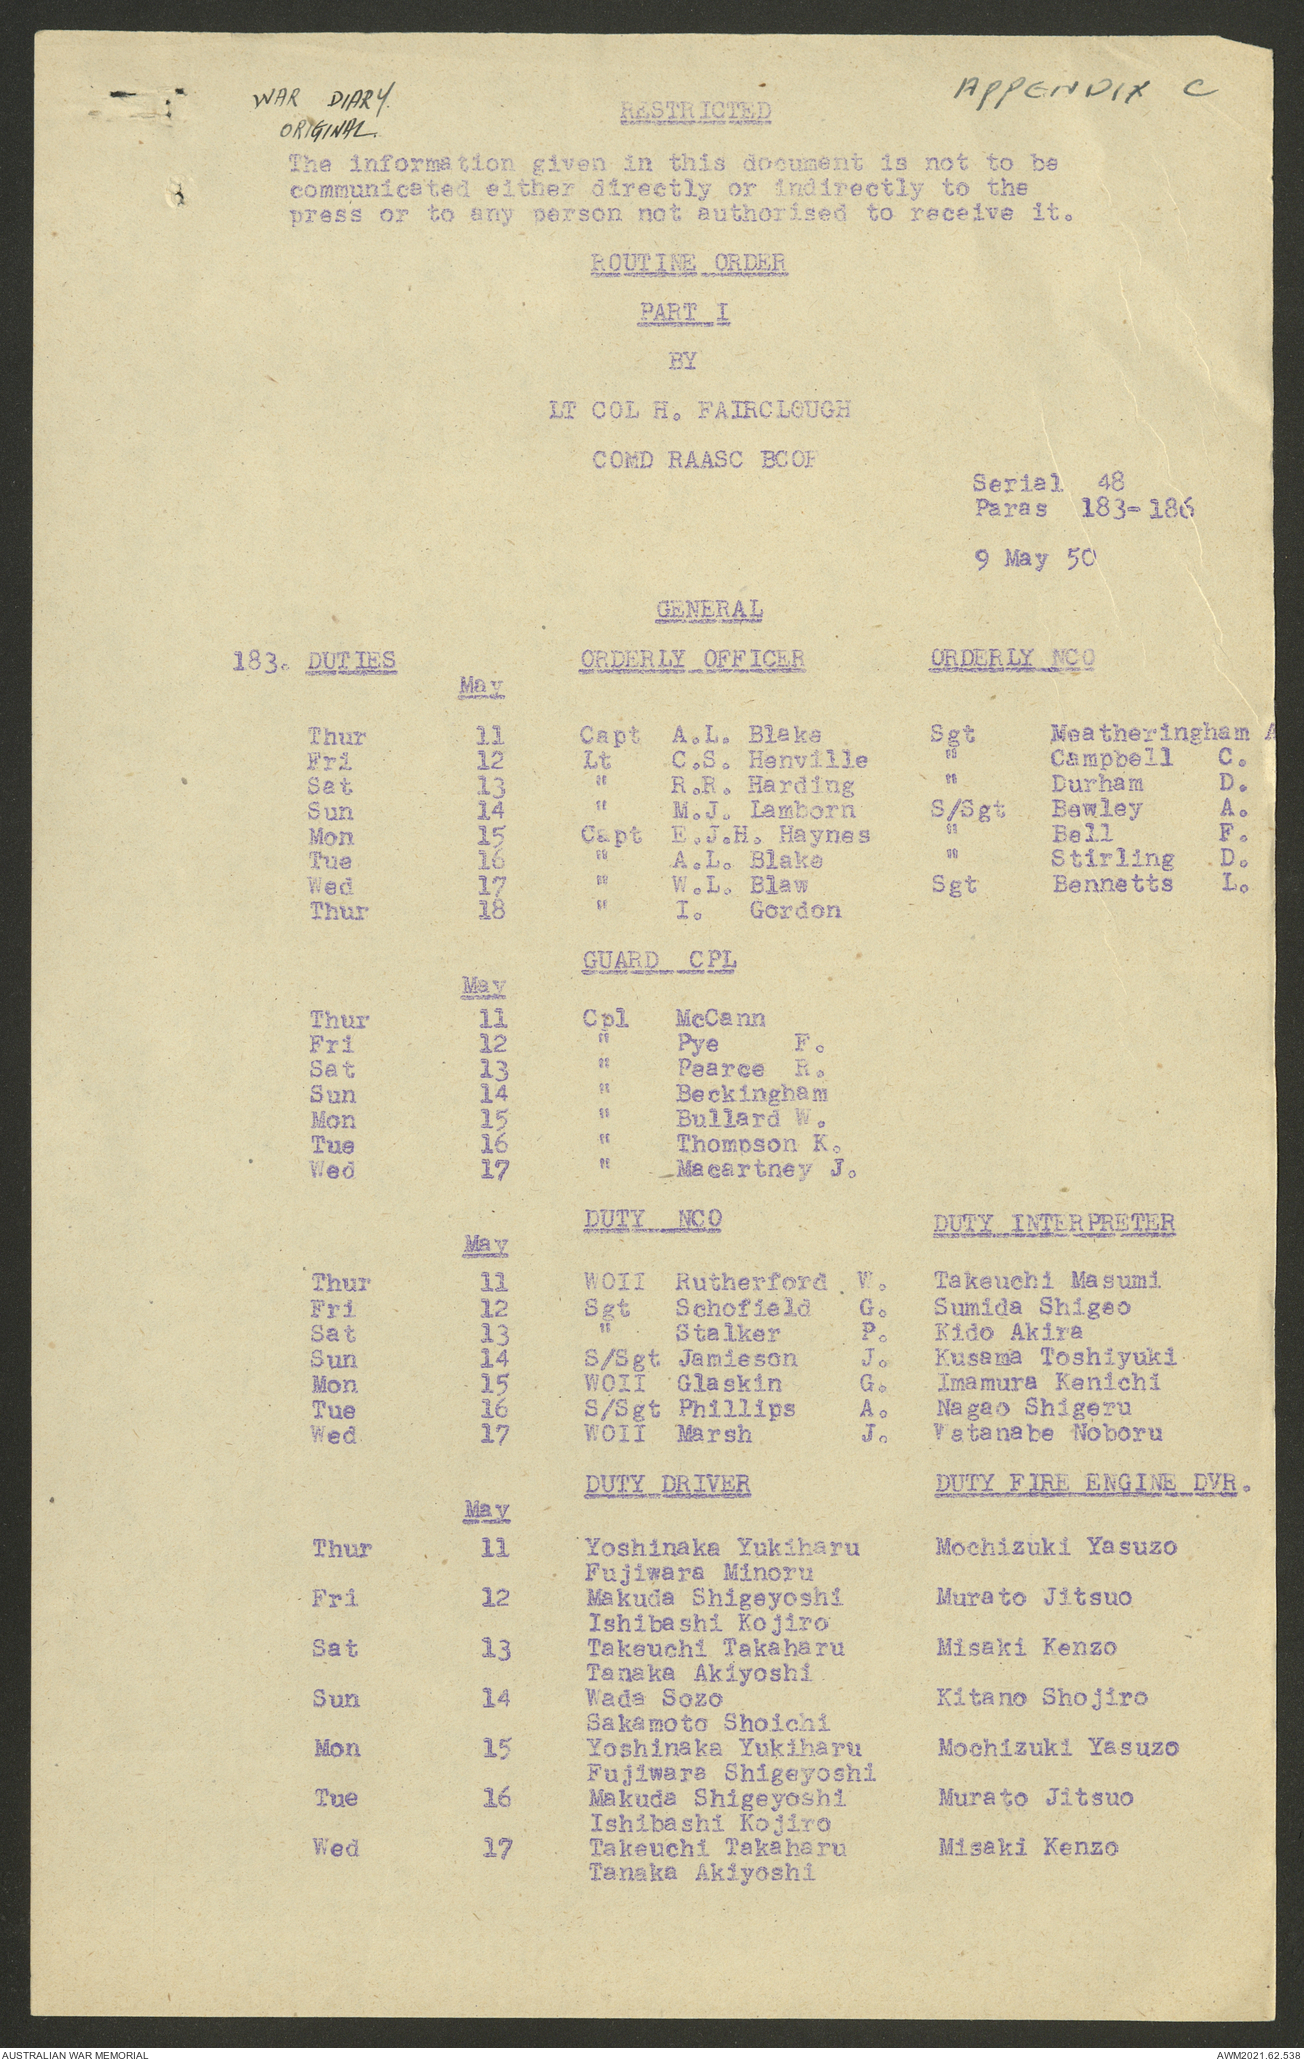 WAR DIARY.
ORIGINAL.
APPENDIX C
RESTRICTED
The information given in this document is not to be
communicated either directly or indirectly to the
press or to any person not authorised to receive it.
ROUTINE ORDER
PART I
BY
LT COL H. FAIRCLOUGH
COMD RAASC BCOF
Serial 48
Paras 183-186
9 May 50
GENERAL
183. DUTIES ORDERLY OFFICER ORDERLY NCO
May
Thur 11 Capt A.L. Blake Sgt Meatheringham A
Fri 12 Lt C.S. Henville " Campbell C.
Sat 13 " R.R. Harding " Durham D.
Sun 14 " M.J. Lamborn S/Sgt Bewley A.
Mon 15 Capt E.J.H. Haynes " Bell F.
Tue 16 " A.L. Blake " Stirling D.
Wed 17 " W.L. Blaw Sgt Bennetts L.
Thur 18 " I. Gordon
GUARD CPL
May
Thur 11 Cpl McCann
Fri 12 " Pye F.
Sat 13 " Pearce R.
Sun 14 " Beckingham
Mon 15 " Bullard W.
Tue 16 " Thompson K.
Wed 17 " Macartney J.
DUTY NCO DUTY INTERPRETER
May
Thur 11 WOII Rutherford W. Takeuchi Masumi
Fri 12 Sgt Schofield G. Sumida Shigeo
Sat 13 " Stalker P. Kido Akira
Sun 14 S/Sgt Jamieson J. Kusama Toshiyuki
Mon 15 WOII Glaskin G. Imamura Kenichi
Tue 16 S/Sgt Phillips A. Nagao Shigeru
Wed 17 WOII Marsh J. Watanabe Noboru
DUTY DRIVER DUTY FIRE ENGINE DVR.
May
Thur 11 Yoshinaka Yukiharu Mochizuki Yasuzo
Fujiwara Minoru
Fri 12 Makuda Shigeyoshi Murato Jitsuo
Ishibashi Kojiro
Sat 13 Takeuchi Takaharu Misaki Kenzo
Tanaka Akiyoshi
Sun 14 Wada Sozo Kitano Shojiro
Sakamoto Shoichi
Mon 15 Yoshinaka Yukiharu Mochizuki Yasuzo
Fujiwara Shigeyoshi
Tue 16 Makuda Shigeyoshi Murato Jitsuo
Ishibashi Kojiro
Wed 17 Takeuchi Takaharu Misaki Kenzo
Tanaka Akiyoshi
AUSTRALIAN WAR MEMORIAL AWM2021.62.538